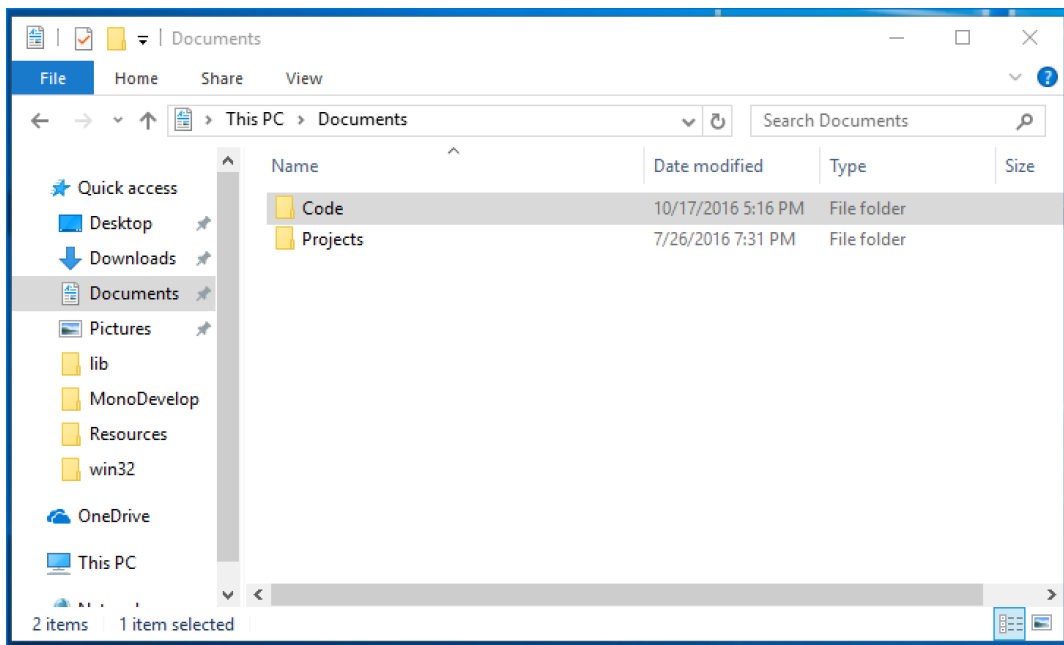 Documents
File Home Share View
This PC Documents Search Documents
Name Date modified Type Size
Quick access
Desktop
Downloads
Documents
Pictures
lib
MonoDevelop
Resources
win32
OneDrive
This PC
Code 10/17/2016 5:16 PM File folder
Projects 7/26/2016 7:31 PM File folder
2 items 1 item selected